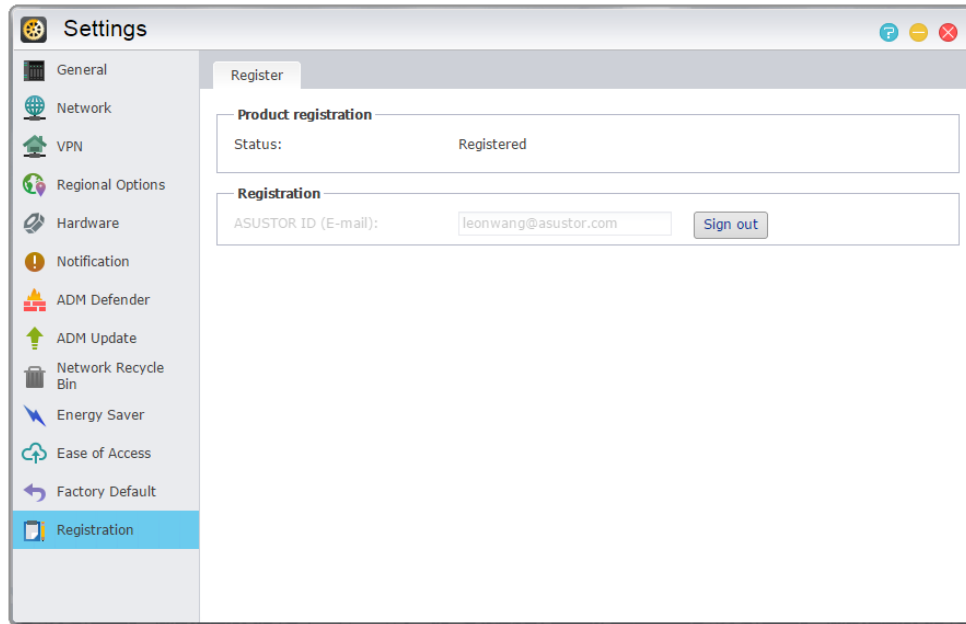 Settings
General
Network
VPN
Regional Options
Hardware
Notification
ADM Defender
ADM Update
Network Recycle
Bin
Energy Saver
Ease of Access
Factory Default
Registration
Register
Product registration
Status: Registered
Registration
ASUSTOR ID (E-mail): leonwang@asustor.com Sign out